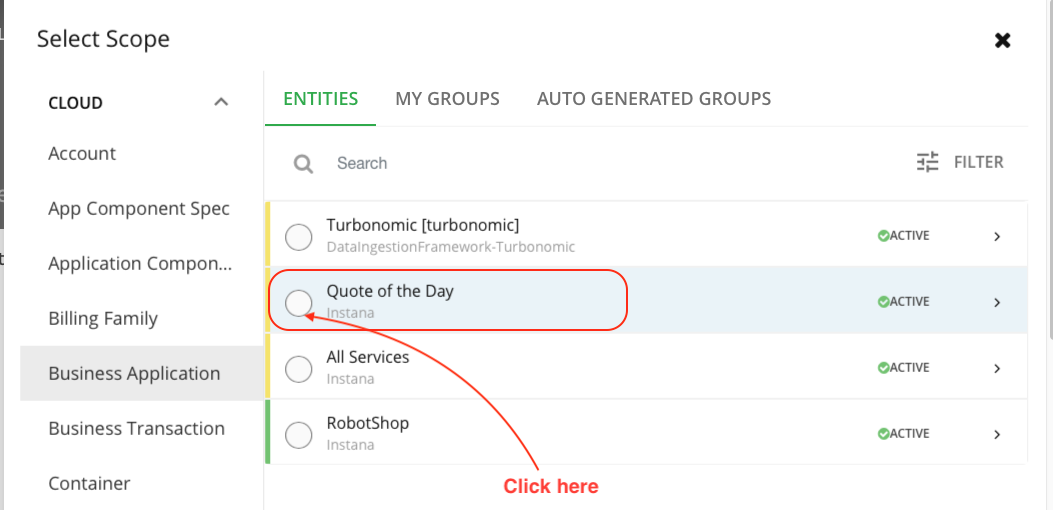 Select Scope
CLOUD
Account
App Component Spec
Application Compon...
Billing Family
Business Application
Business Transaction
Container
ENTITIES MY GROUPS AUTO GENERATED GROUPS
Search FILTER
Turbonomic [turbonomic]
DataIngestionFramework-Turbonomic
ACTIVE
Quote of the Day
Instana
ACTIVE
All Services
Instana
ACTIVE
RobotShop
Instana
ACTIVE
Click here